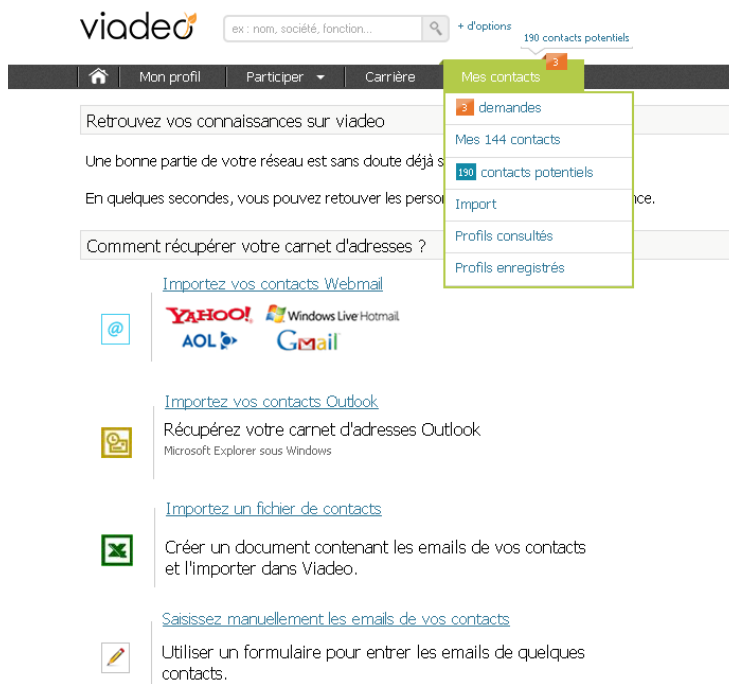 viadeo
ex : nom, société, fonction...
+ d'options
190 contacts potentiels
3
Mon profil
Participer
Carrière
Mes contacts
3 demandes
Mes 144 contacts
190 contacts potentiels
Import
Profils consultés
Profils enregistrés
Retrouvez vos connaissances sur viadeo
Une bonne partie de votre réseau est sans doute déjà s
En quelques secondes, vous pouvez retouver les perso nce.
Comment récupérer votre carnet d'adresses ?
Importez vos contacts Webmail
@
YAHOO! Windows Live Hotmail
AOL Gmail
Importez vos contacts Outlook
Récupérez votre carnet d'adresses Outlook
Microsoft Explorer sous Windows
Importez un fichier de contacts
Créer un document contenant les emails de vos contacts
et l'importer dans Viadeo.
Saisissez manuellement les emails de vos contacts
Utiliser un formulaire pour entrer les emails de quelques
contacts.